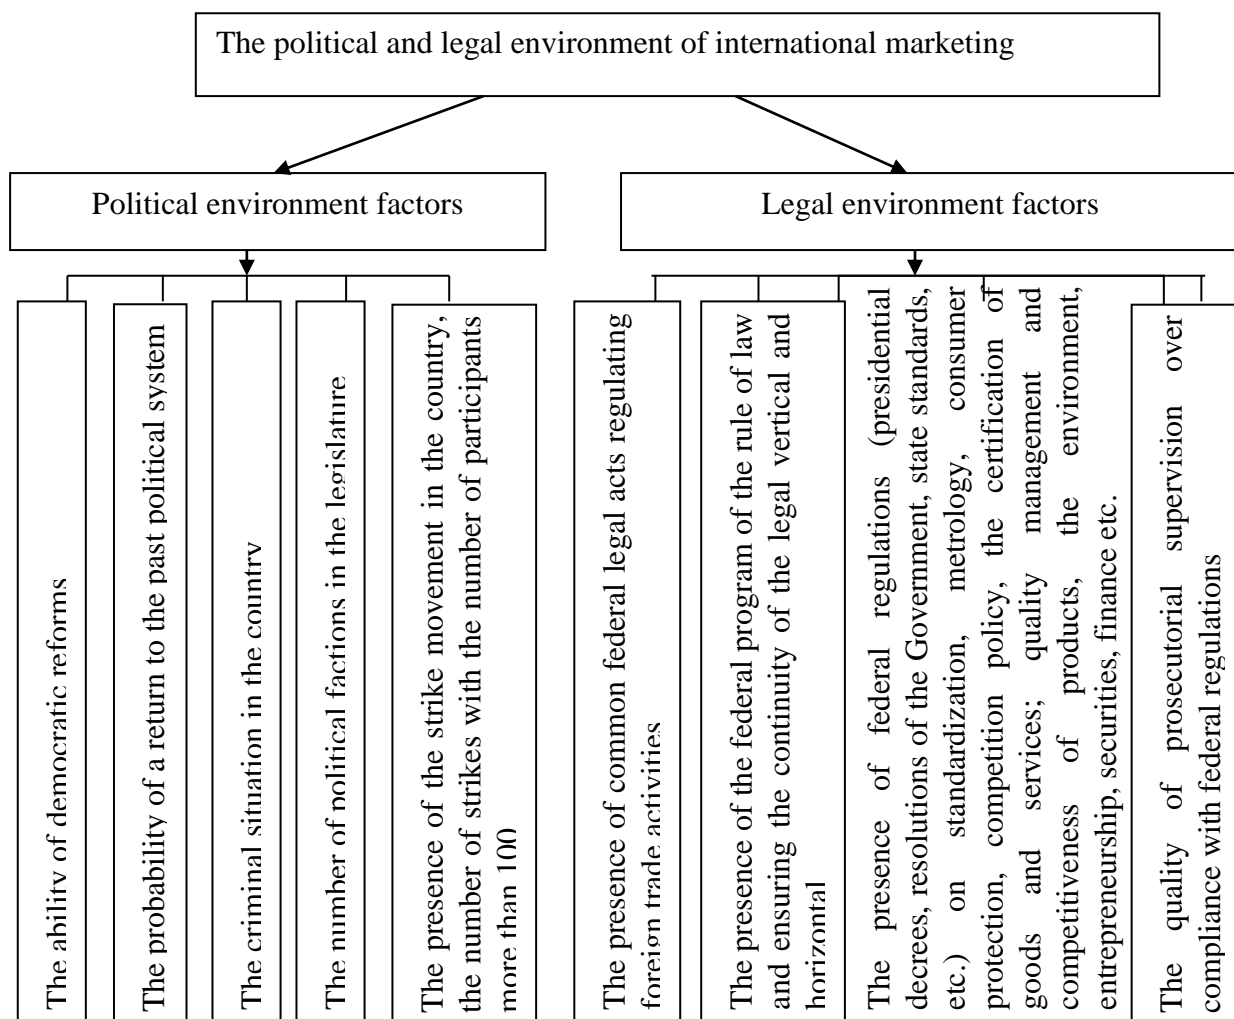 The political and legal environment of international marketing
Political environment factors
Legal environment factors
The ability of democratic reforms
The probability of a return to the past political system
The criminal situation in the country
The number of political factions in the legislature
The presence of the strike movement in the country,
the number of strikes with the number of participants
more than 100
The presence of common federal legal acts regulating
foreign trade activities
The presence of the federal program of the rule of law
and ensuring the continuity of the legal vertical and
horizontal
The presence of federal regulations (presidential
decrees, resolutions of the Government, state standards,
etc.) on standardization, metrology, consumer
protection, competition policy, the certification of
goods and services; quality management and
competitiveness of products, the environment,
entrepreneurship, securities, finance etc.
The quality of prosecutorial supervision over
compliance with federal regulations